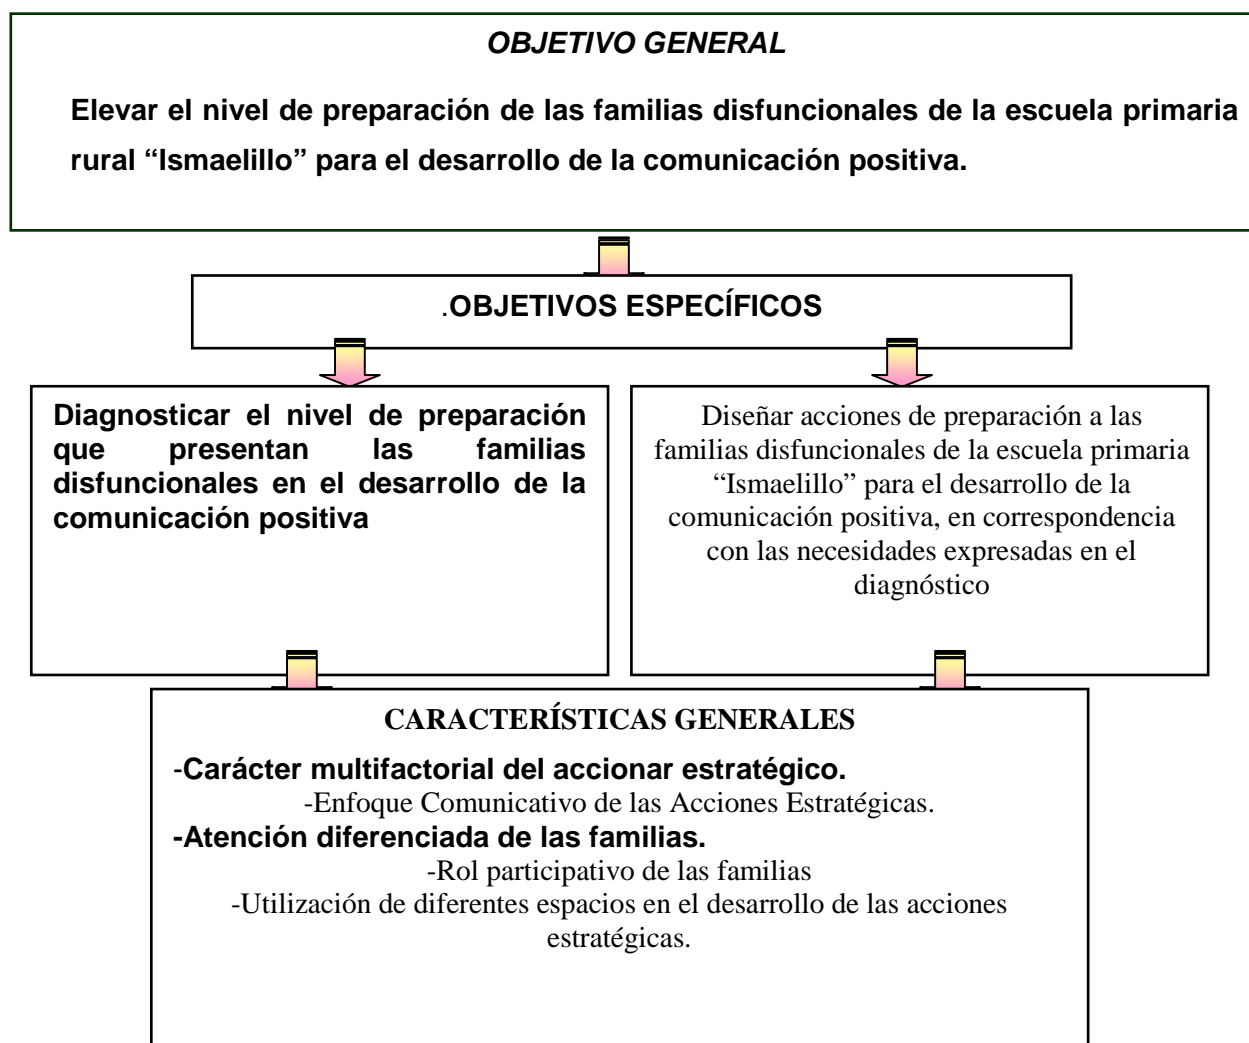 OBJETIVO GENERAL
Elevar el nivel de preparación de las familias disfuncionales de la escuela primaria
rural “Ismaelillo” para el desarrollo de la comunicación positiva.
.OBJETIVOS ESPECÍFICOS
Diagnosticar el nivel de preparación
que presentan las familias
disfuncionales en el desarrollo de la
comunicación positiva
Diseñar acciones de preparación a las
familias disfuncionales de la escuela primaria
“Ismaelillo” para el desarrollo de la
comunicación positiva, en correspondencia
con las necesidades expresadas en el
diagnóstico
CARACTERÍSTICAS GENERALES
-Carácter multifactorial del accionar estratégico.
-Enfoque Comunicativo de las Acciones Estratégicas.
-Atención diferenciada de las familias.
-Rol participativo de las familias
-Utilización de diferentes espacios en el desarrollo de las acciones
estratégicas.